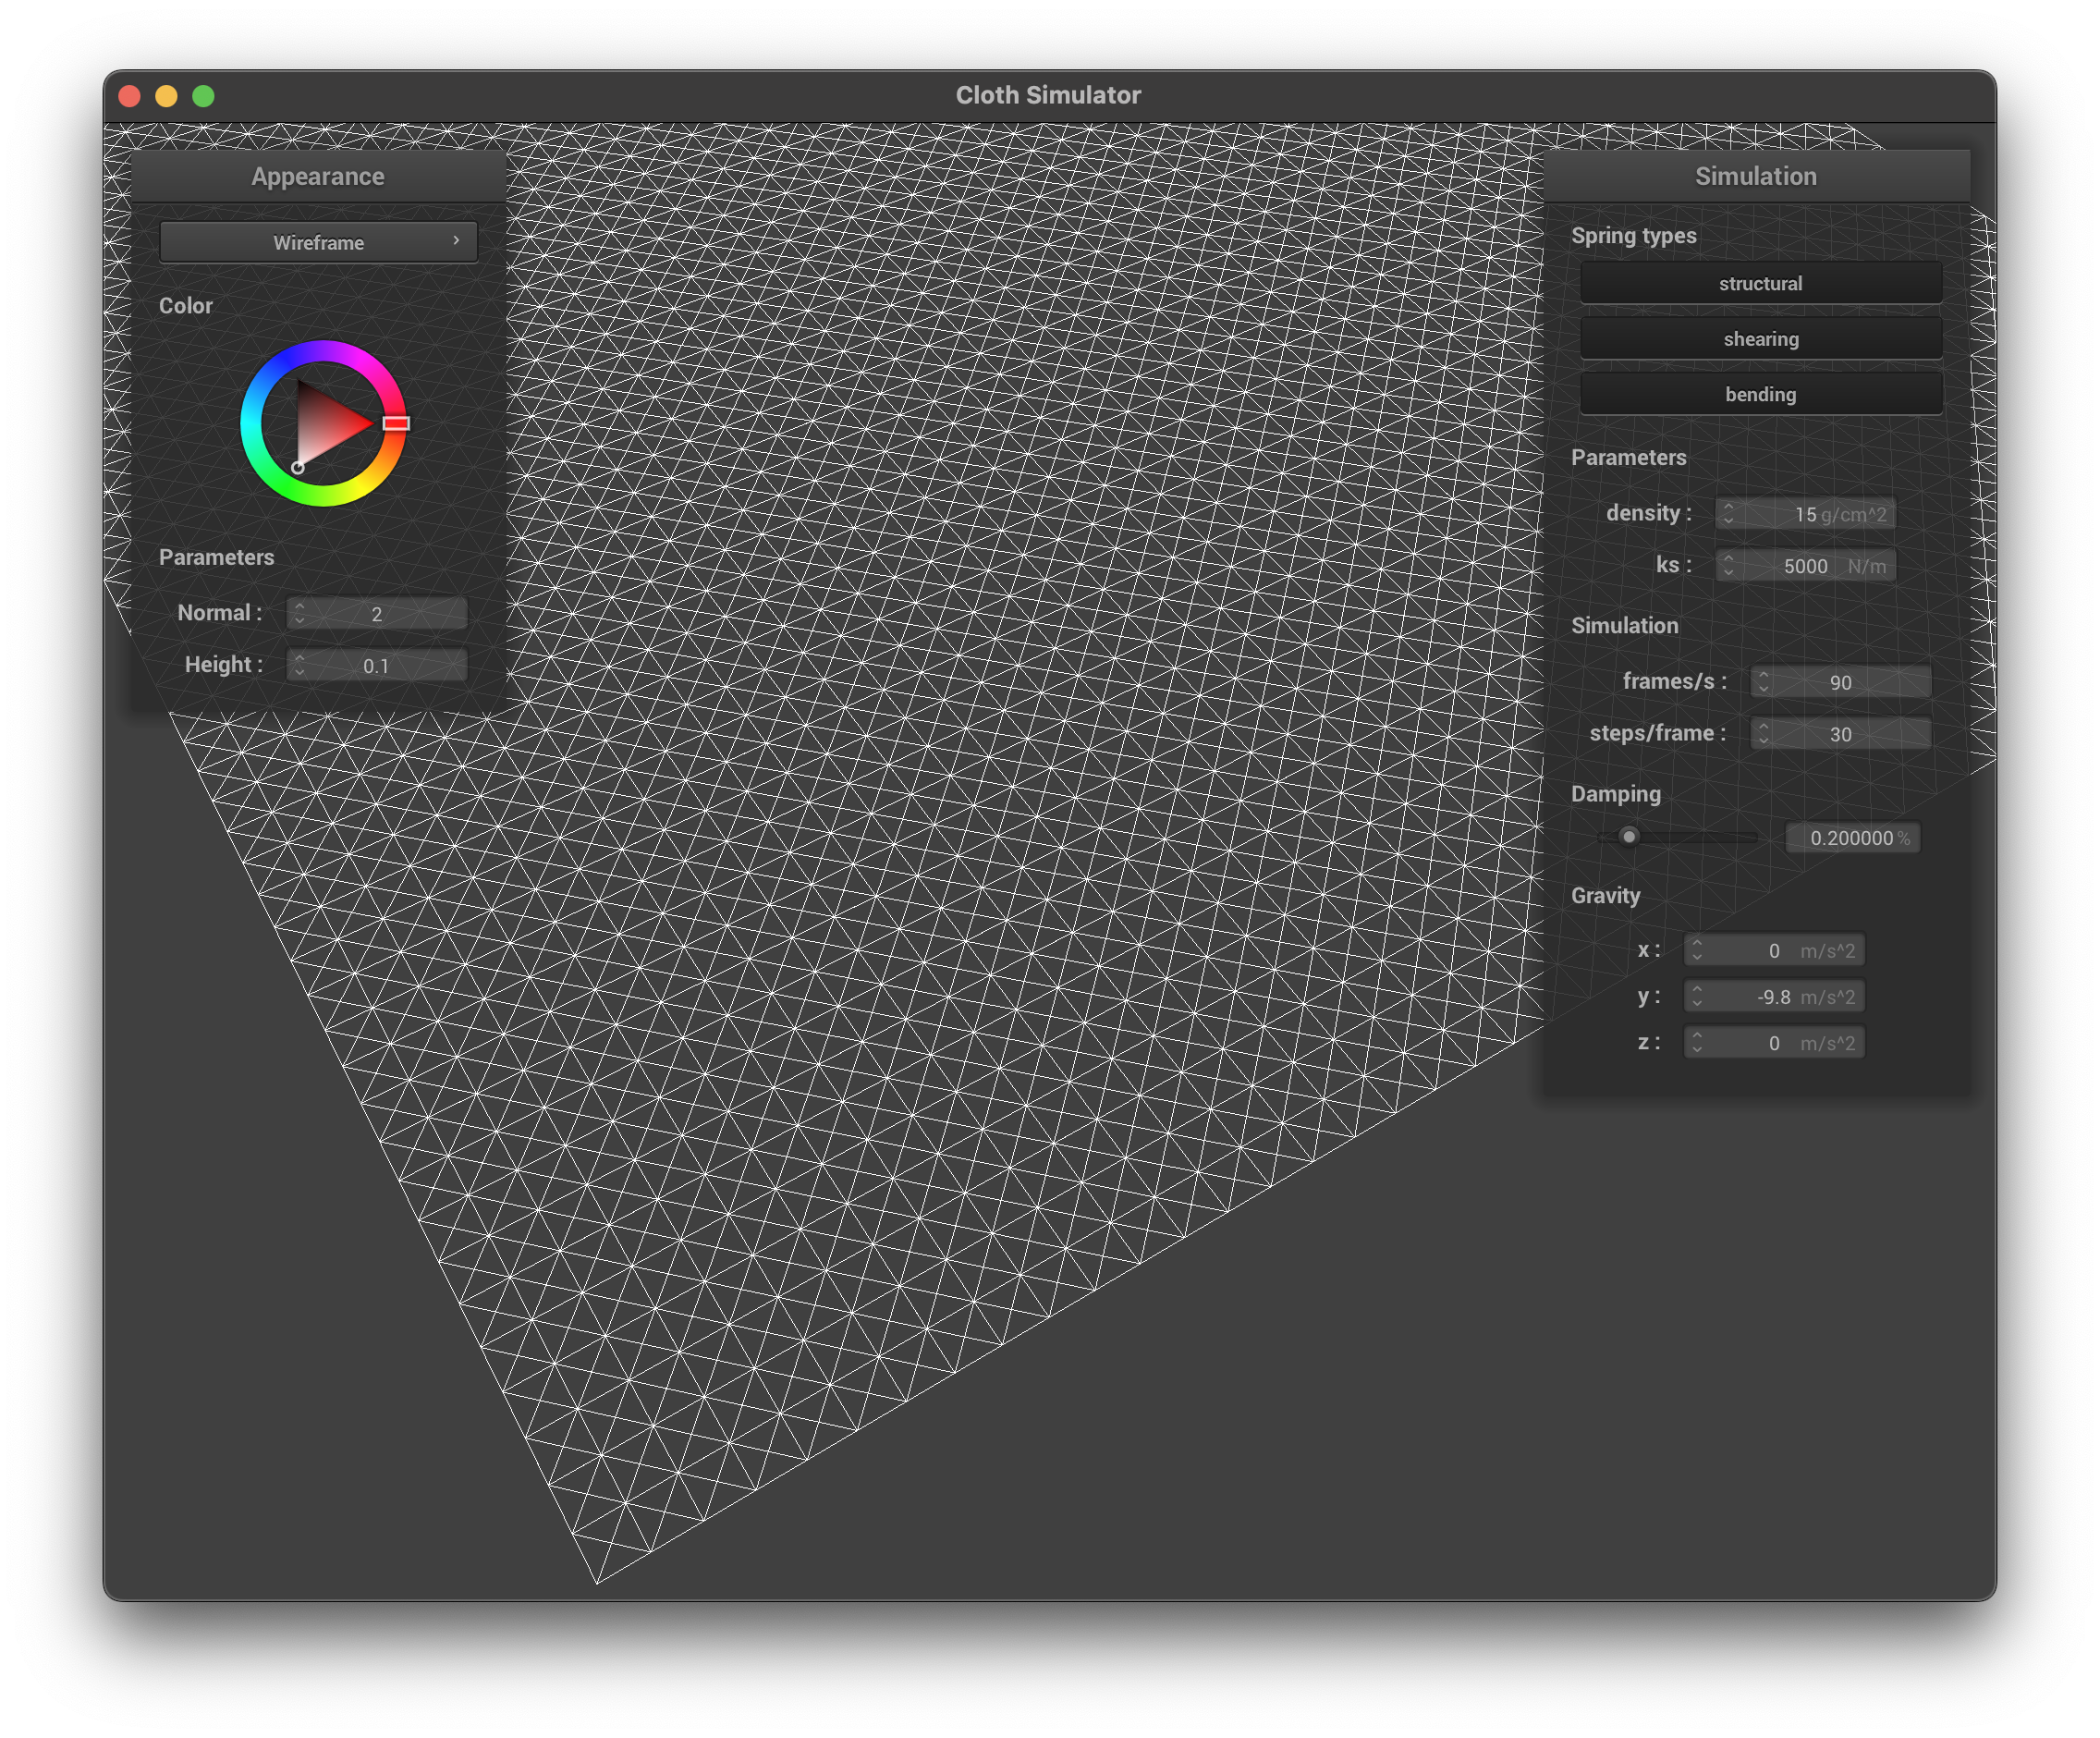 Cloth Simulator
Appearance
Wireframe
Color
Parameters
Normal : 2
Height : 0.1
Simulation
Spring types
structural
shearing
bending
Parameters
density : 15 g/cm^2
ks : 5000 N/m
Simulation
frames/s : 90
steps/frame : 30
Damping
0.200000 %
Gravity
x : 0 m/s^2
y : -9.8 m/s^2
z : 0 m/s^2